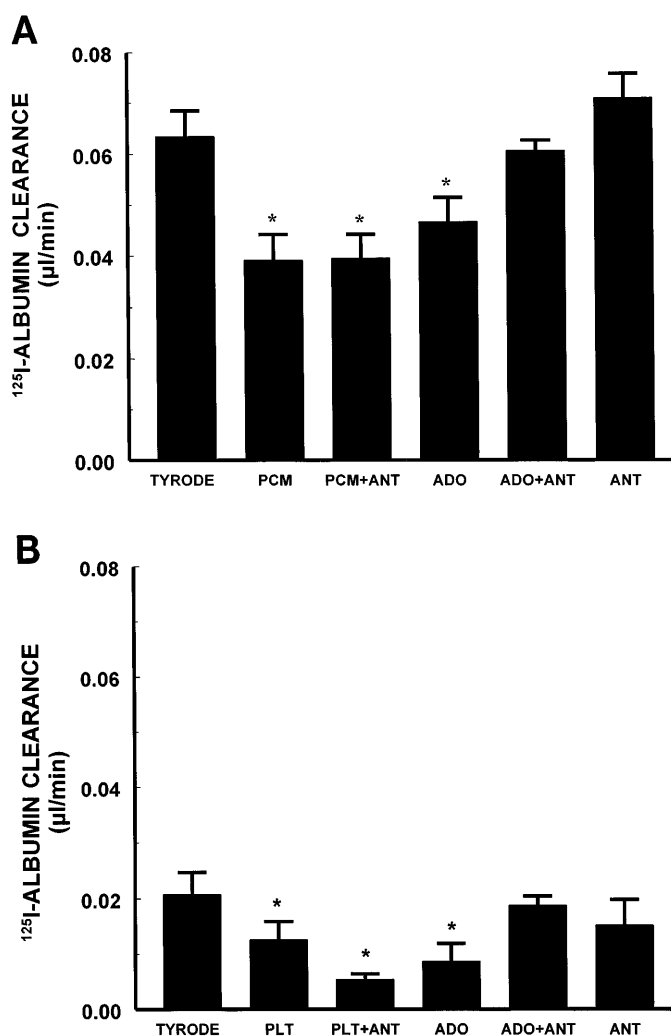 A
¹²⁵I-ALBUMIN CLEARANCE
(µl/min)
0.08
0.06
0.04
0.02
0.00
* * *
TYRODE PCM PCM+ANT ADO ADO+ANT ANT
B
¹²⁵I-ALBUMIN CLEARANCE
(µl/min)
0.08
0.06
0.04
0.02
0.00
* * *
TYRODE PLT PLT+ANT ADO ADO+ANT ANT